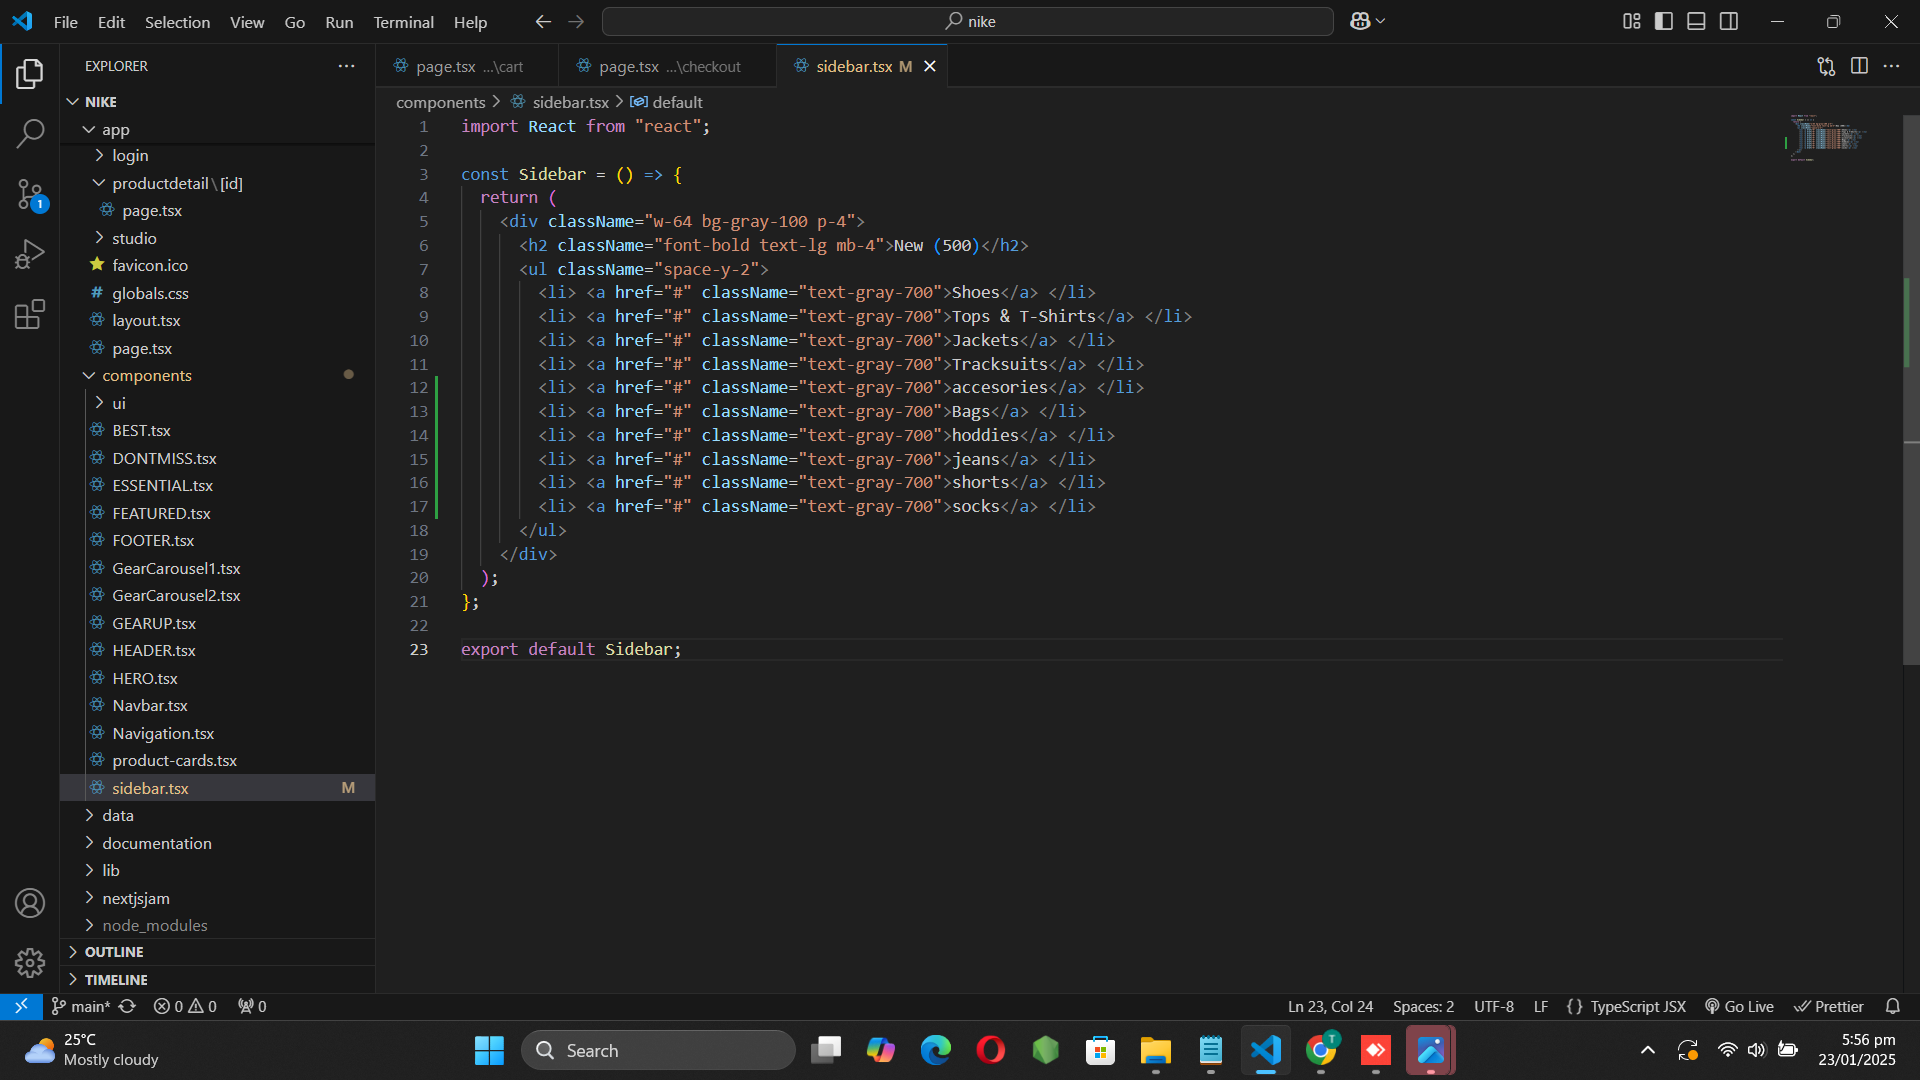 File Edit Selection View Go Run Terminal Help
nike
EXPLORER
NIKE
app
login
productdetail\[id]
page.tsx
studio
favicon.ico
# globals.css
layout.tsx
page.tsx
components
ui
BEST.tsx
DONTMISS.tsx
ESSENTIAL.tsx
FEATURED.tsx
FOOTER.tsx
GearCarousel1.tsx
GearCarousel2.tsx
GEARUP.tsx
HEADER.tsx
HERO.tsx
Navbar.tsx
Navigation.tsx
product-cards.tsx
sidebar.tsx M
data
documentation
lib
nextjsjam
node_modules
OUTLINE
TIMELINE
1
page.tsx ...\cart
page.tsx ...\checkout
sidebar.tsx M
components > sidebar.tsx > default
1 import React from "react";
2
3 const Sidebar = () => {
4 return (
5 <div className="w-64 bg-gray-100 p-4">
6 <h2 className="font-bold text-lg mb-4">New (500)</h2>
7 <ul className="space-y-2">
8 <li> <a href="#" className="text-gray-700">Shoes</a> </li>
9 <li> <a href="#" className="text-gray-700">Tops & T-Shirts</a> </li>
10 <li> <a href="#" className="text-gray-700">Jackets</a> </li>
11 <li> <a href="#" className="text-gray-700">Tracksuits</a> </li>
12 <li> <a href="#" className="text-gray-700">accesories</a> </li>
13 <li> <a href="#" className="text-gray-700">Bags</a> </li>
14 <li> <a href="#" className="text-gray-700">hoddies</a> </li>
15 <li> <a href="#" className="text-gray-700">jeans</a> </li>
16 <li> <a href="#" className="text-gray-700">shorts</a> </li>
17 <li> <a href="#" className="text-gray-700">socks</a> </li>
18 </ul>
19 </div>
20 );
21 };
22
23 export default Sidebar;
main* 0 0 0
Ln 23, Col 24 Spaces: 2 UTF-8 LF {} TypeScript JSX Go Live Prettier
25°C
Mostly cloudy
Search
T
5:56 pm
23/01/2025